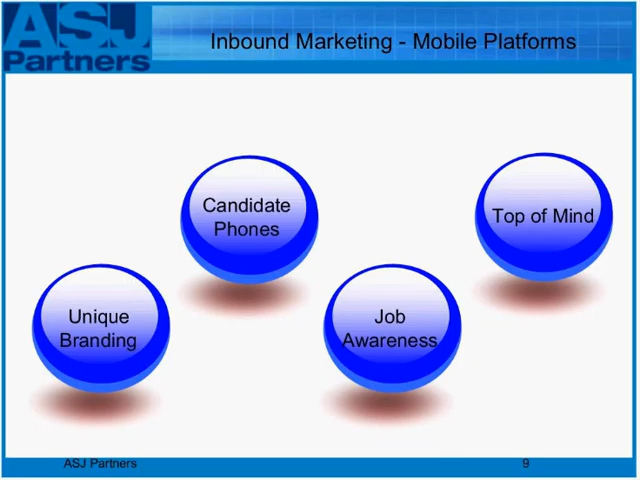 ASJ
Partners
Inbound Marketing - Mobile Platforms
Candidate
Phones
Top of Mind
Unique
Branding
Job
Awareness
ASJ Partners
9